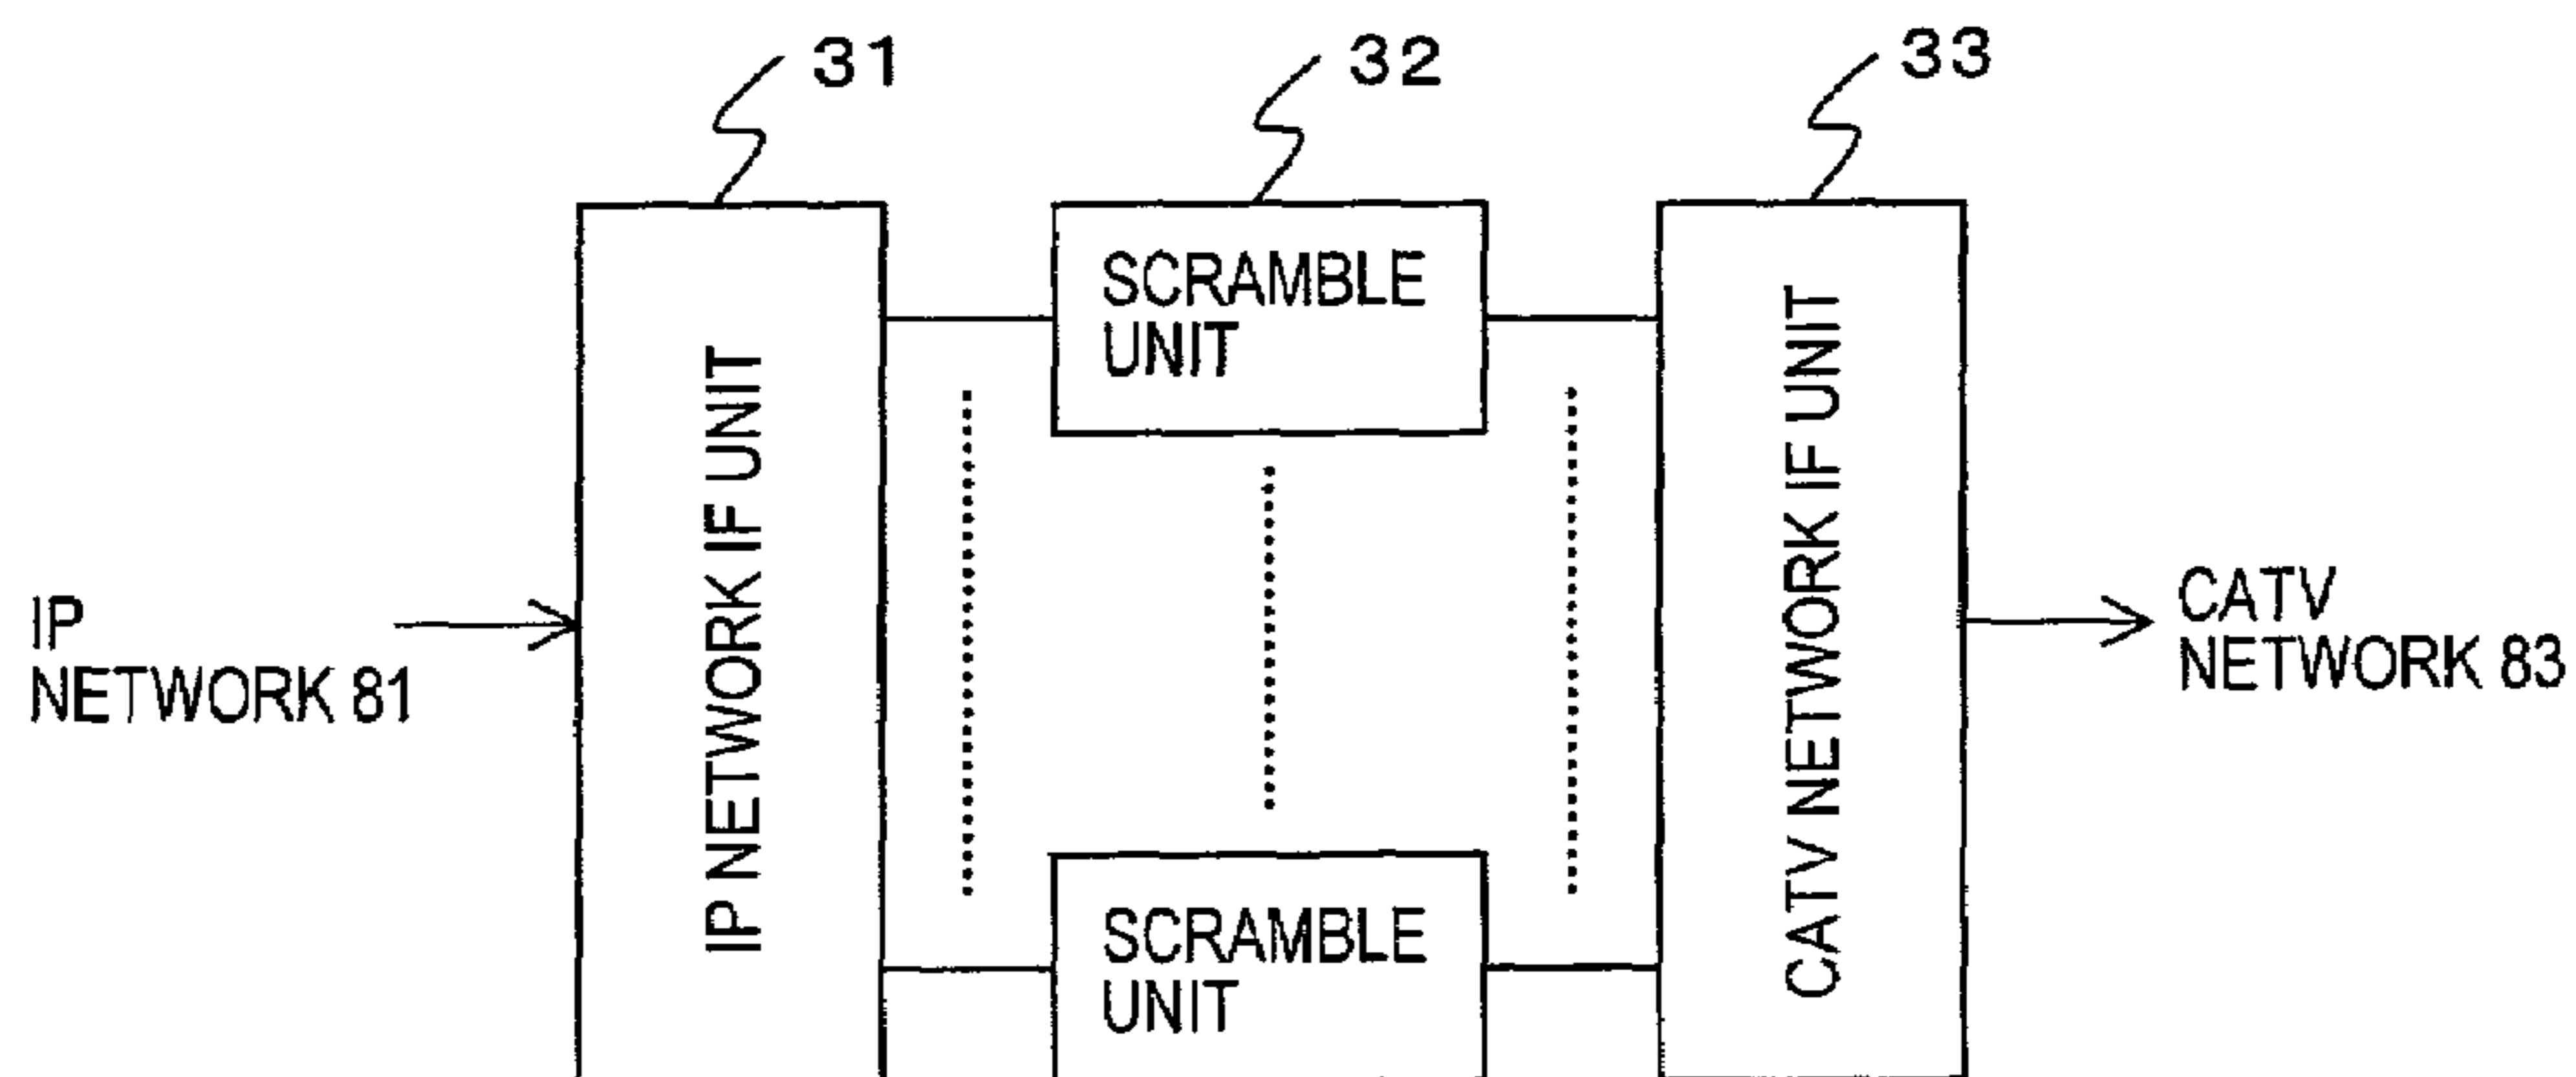 31
32
33
SCRAMBLE
UNIT
IP NETWORK IF UNIT
CATV NETWORK IF UNIT
IP
NETWORK 81
CATV
NETWORK 83
SCRAMBLE
UNIT